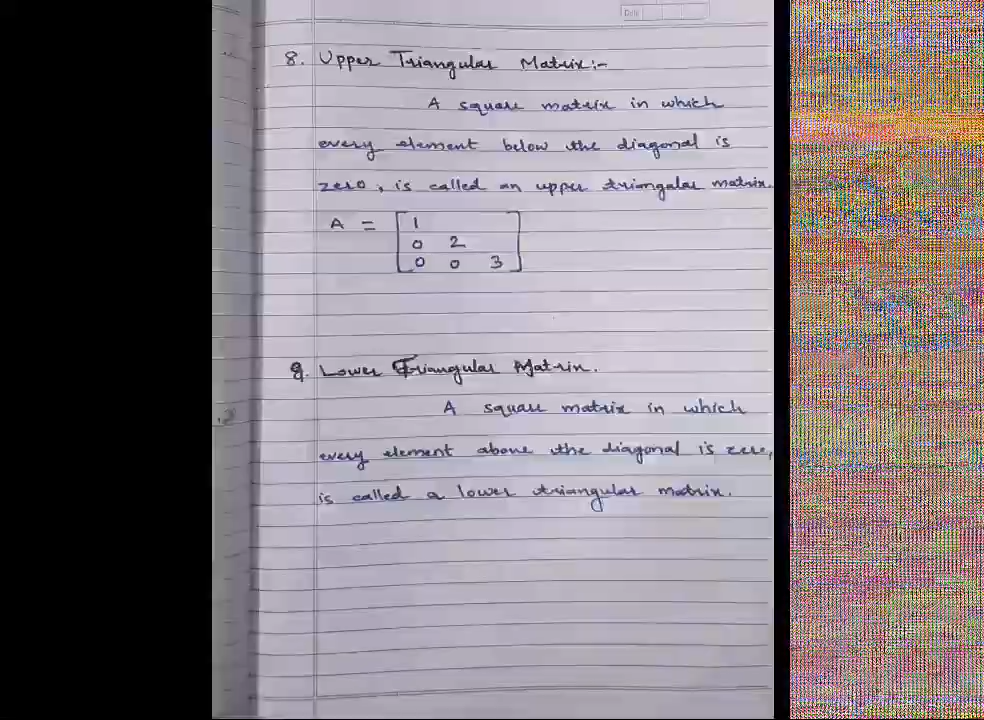 Date
8. Upper Triangular Matrix:-
A square matrix in which
every element below the diagonal is
zero, is called an upper triangular matrix.
A = [ 1
0 2
0 0 3 ]
9. Lower Triangular Matrix.
A square matrix in which
every element above the diagonal is zero,
is called a lower triangular matrix.